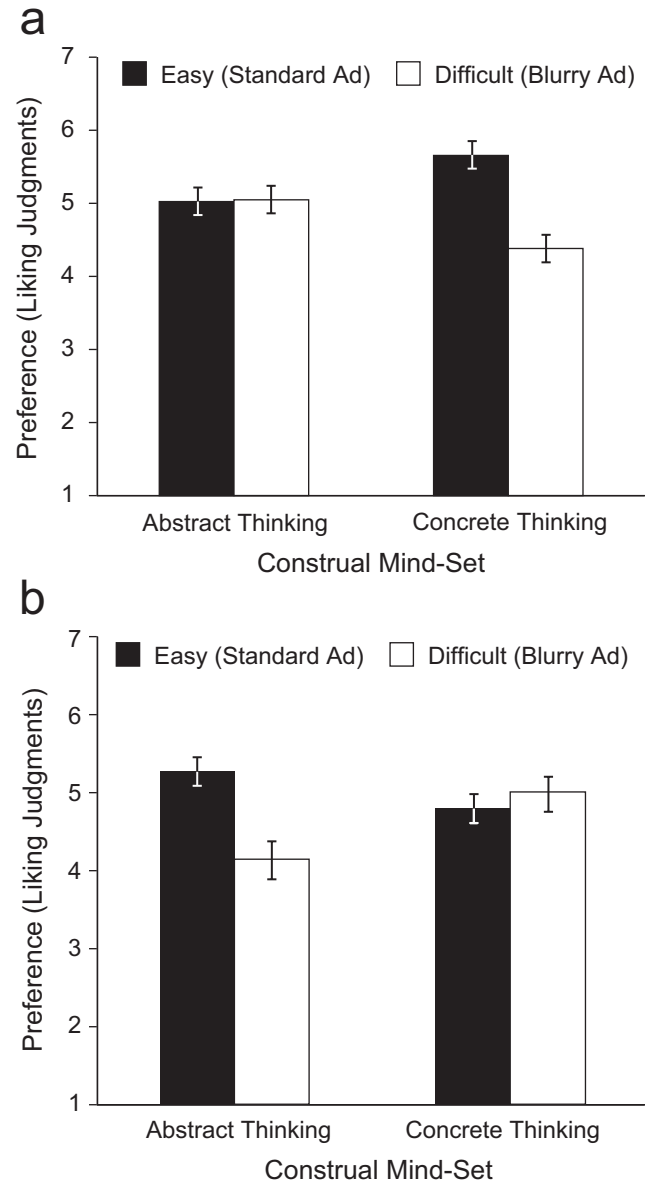 a
7
Easy (Standard Ad) Difficult (Blurry Ad)
6
5
4
3
2
1
Preference (Liking Judgments)
Abstract Thinking Concrete Thinking
Construal Mind-Set
b
7
Easy (Standard Ad) Difficult (Blurry Ad)
6
5
4
3
2
1
Preference (Liking Judgments)
Abstract Thinking Concrete Thinking
Construal Mind-Set